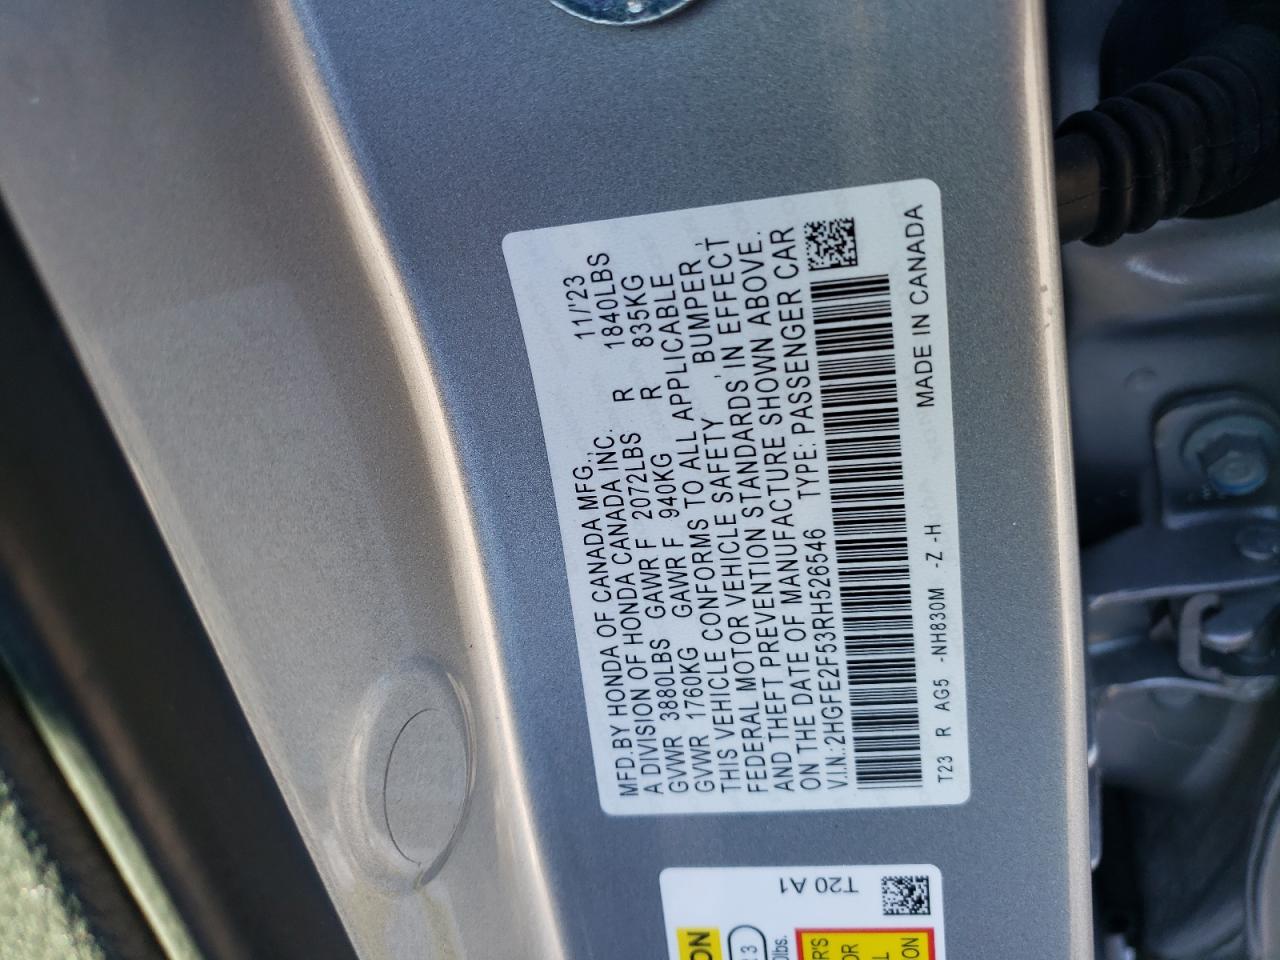 MFD.BY HONDA OF CANADA MFG., 11/'23
A DIVISION OF HONDA CANADA INC.
GVWR 3880LBS GAWR F 2072LBS R 1840LBS
GVWR 1760KG GAWR F 940KG R 835KG
THIS VEHICLE CONFORMS TO ALL APPLICABLE
FEDERAL MOTOR VEHICLE SAFETY, BUMPER,
AND THEFT PREVENTION STANDARDS IN EFFECT
ON THE DATE OF MANUFACTURE SHOWN ABOVE.
V.I.N.:2HGFE2F53RH526546 TYPE: PASSENGER CAR
T23 R AG5 -NH830M -Z -H MADE IN CANADA
T20 A1